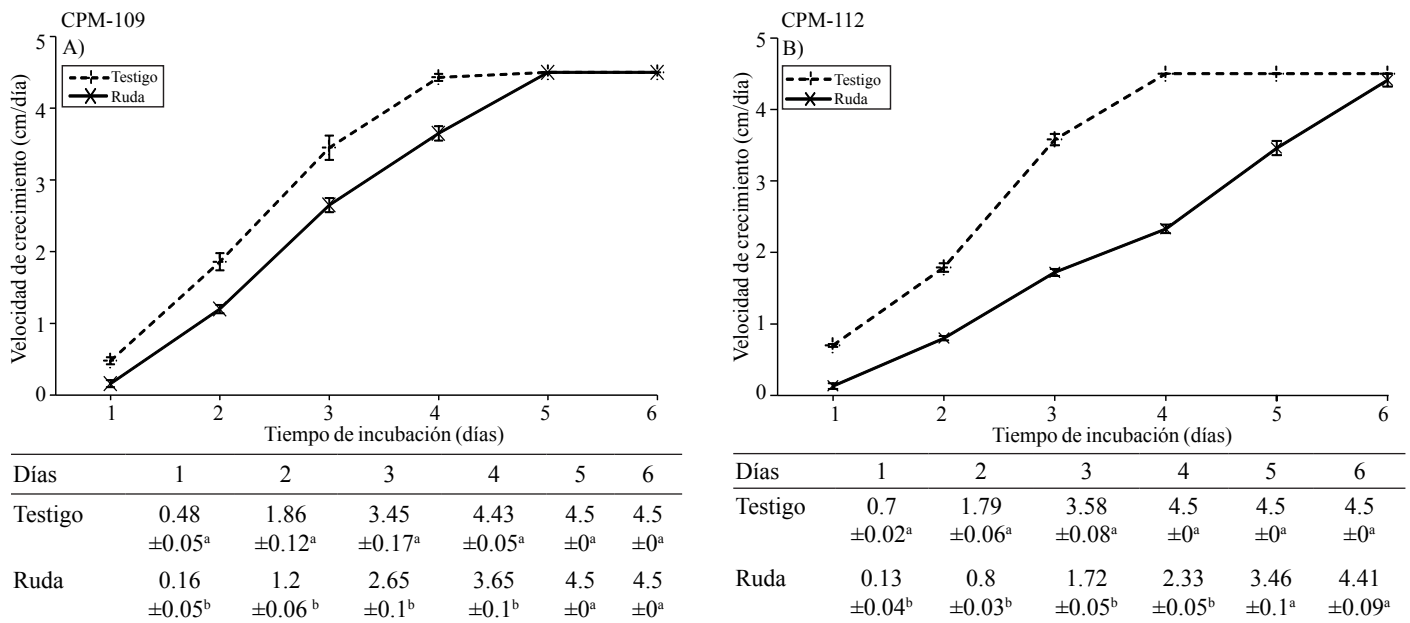 CPM-109
A)
Testigo
Ruda
Velocidad de crecimiento (cm/día)
5
4
3
2
1
0
1 2 3 4 5 6
Tiempo de incubación (días)
Días 1 2 3 4 5 6
Testigo 0.48 1.86 3.45 4.43 4.5 4.5
±0.05ᵃ ±0.12ᵃ ±0.17ᵃ ±0.05ᵃ ±0ᵃ ±0ᵃ
Ruda 0.16 1.2 2.65 3.65 4.5 4.5
±0.05ᵇ ±0.06 ᵇ ±0.1ᵇ ±0.1ᵇ ±0ᵃ ±0ᵃ
CPM-112
B)
Testigo
Ruda
Velocidad de crecimiento (cm/día)
5
4
3
2
1
0
1 2 3 4 5 6
Tiempo de incubación (días)
Días 1 2 3 4 5 6
Testigo 0.7 1.79 3.58 4.5 4.5 4.5
±0.02ᵃ ±0.06ᵃ ±0.08ᵃ ±0ᵃ ±0ᵃ ±0ᵃ
Ruda 0.13 0.8 1.72 2.33 3.46 4.41
±0.04ᵇ ±0.03ᵇ ±0.05ᵇ ±0.05ᵇ ±0.1ᵃ ±0.09ᵃ